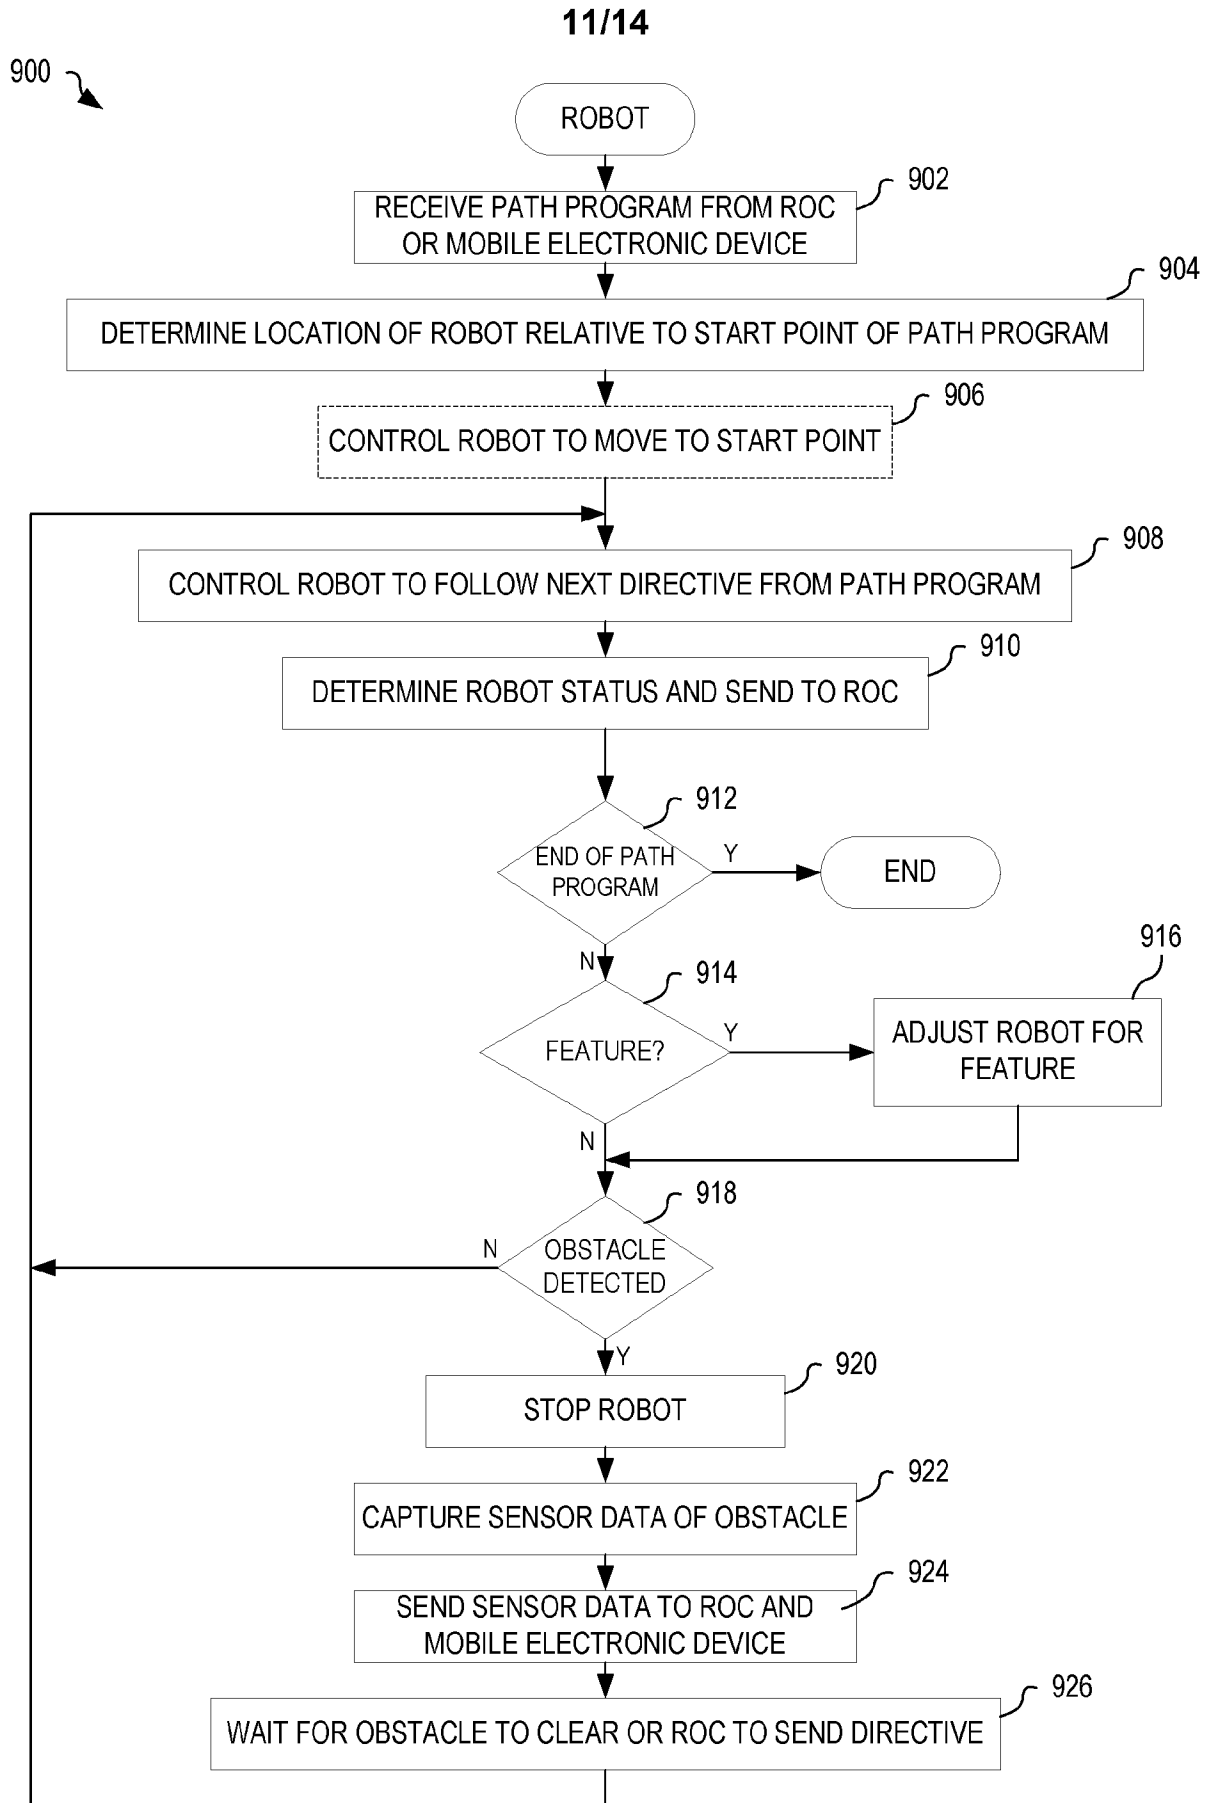 11/14
900
ROBOT
902
RECEIVE PATH PROGRAM FROM ROC
OR MOBILE ELECTRONIC DEVICE
904
DETERMINE LOCATION OF ROBOT RELATIVE TO START POINT OF PATH PROGRAM
906
CONTROL ROBOT TO MOVE TO START POINT
908
CONTROL ROBOT TO FOLLOW NEXT DIRECTIVE FROM PATH PROGRAM
910
DETERMINE ROBOT STATUS AND SEND TO ROC
912
END OF PATH
PROGRAM
Y
END
N
914
FEATURE?
Y
916
ADJUST ROBOT FOR
FEATURE
N
918
OBSTACLE
DETECTED
N
Y
920
STOP ROBOT
922
CAPTURE SENSOR DATA OF OBSTACLE
924
SEND SENSOR DATA TO ROC AND
MOBILE ELECTRONIC DEVICE
926
WAIT FOR OBSTACLE TO CLEAR OR ROC TO SEND DIRECTIVE